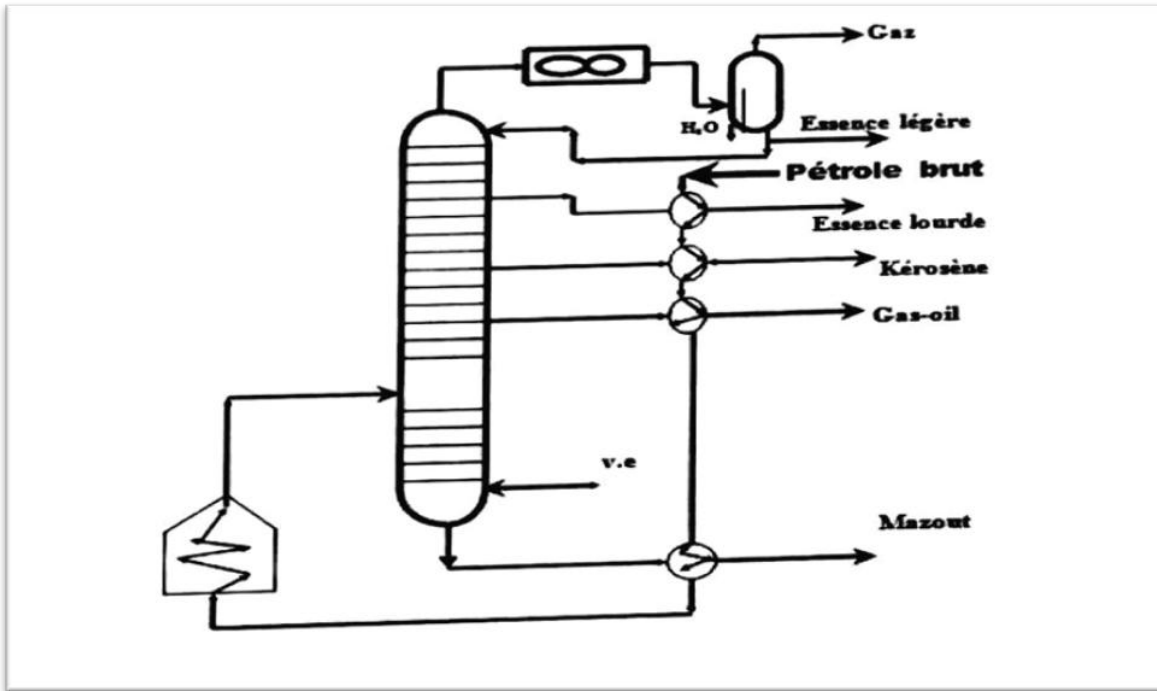 Gaz
H₂O
Essence légère
Pétrole brut
Essence lourde
Kérosène
Gas-oil
v.e
Mazout